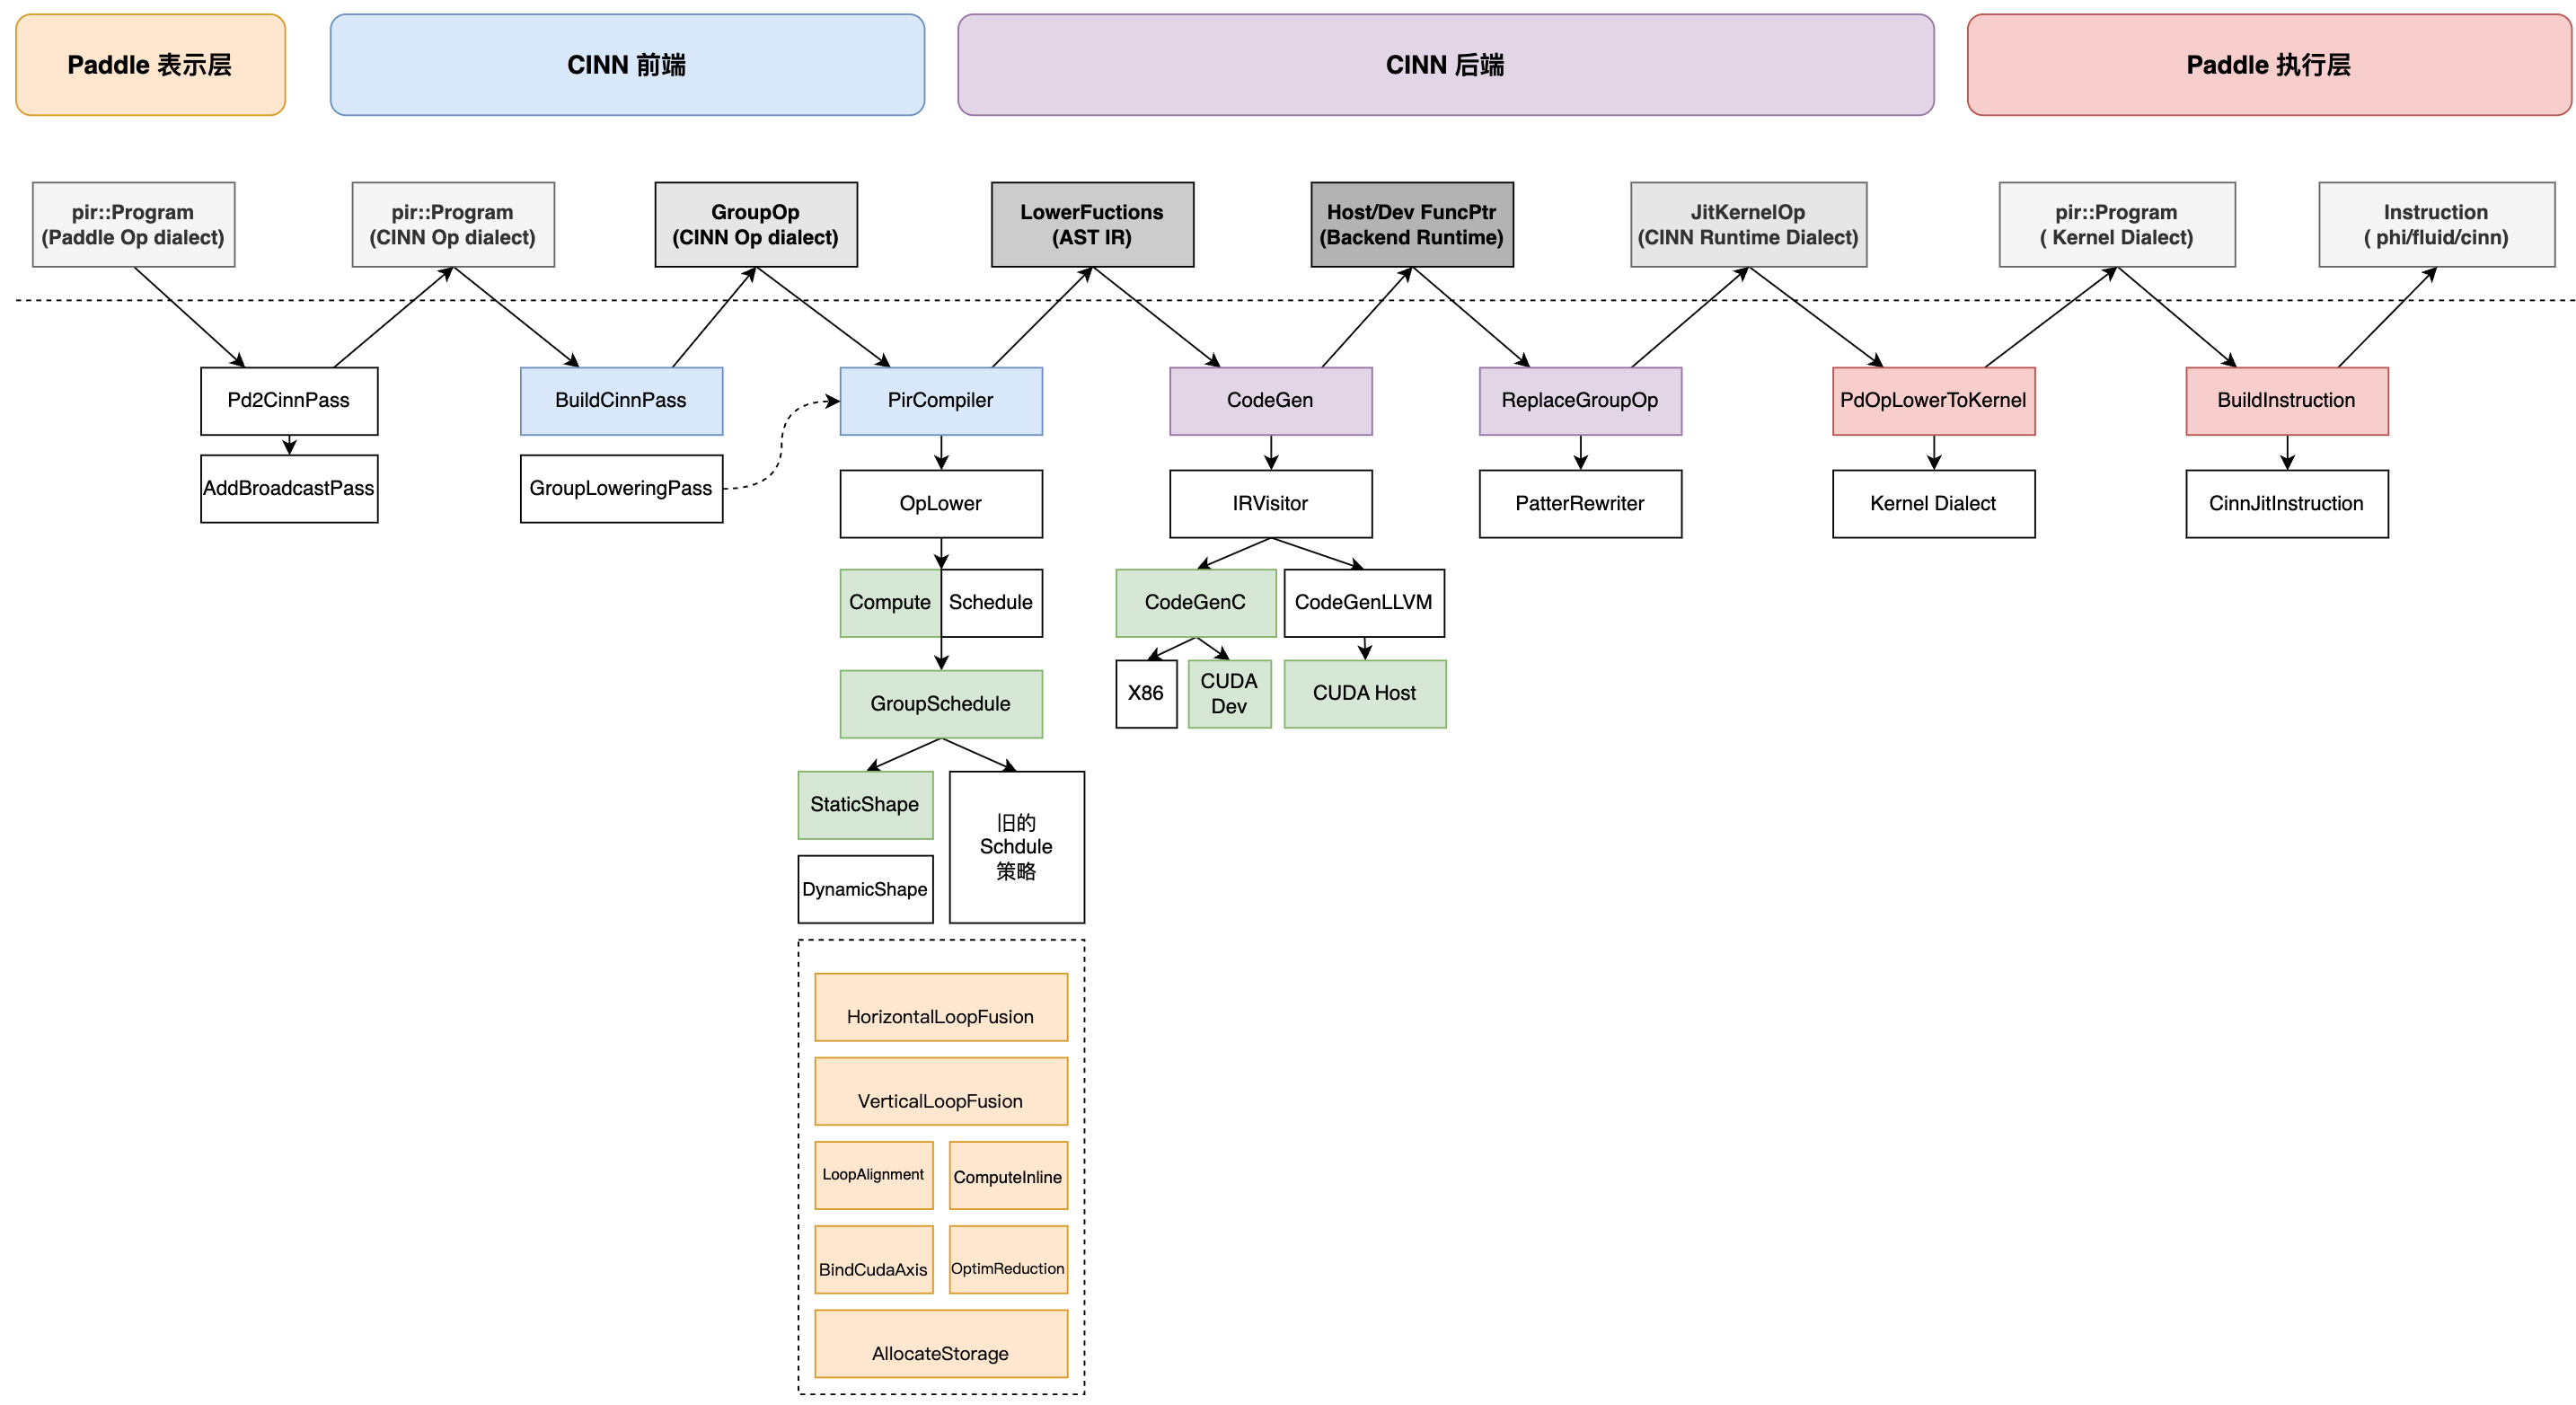 Paddle 表示层
CINN 前端
CINN 后端
Paddle 执行层
pir::Program
(Paddle Op dialect)
pir::Program
(CINN Op dialect)
GroupOp
(CINN Op dialect)
LowerFuctions
(AST IR)
Host/Dev FuncPtr
(Backend Runtime)
JitKernelOp
(CINN Runtime Dialect)
pir::Program
( Kernel Dialect)
Instruction
( phi/fluid/cinn)
Pd2CinnPass
BuildCinnPass
PirCompiler
CodeGen
ReplaceGroupOp
PdOpLowerToKernel
BuildInstruction
AddBroadcastPass
GroupLoweringPass
OpLower
IRVisitor
PatterRewriter
Kernel Dialect
CinnJitInstruction
Compute
Schedule
CodeGenC
CodeGenLLVM
X86
CUDA
Dev
CUDA Host
GroupSchedule
StaticShape
旧的
Schdule
策略
DynamicShape
HorizontalLoopFusion
VerticalLoopFusion
LoopAlignment
ComputeInline
BindCudaAxis
OptimReduction
AllocateStorage